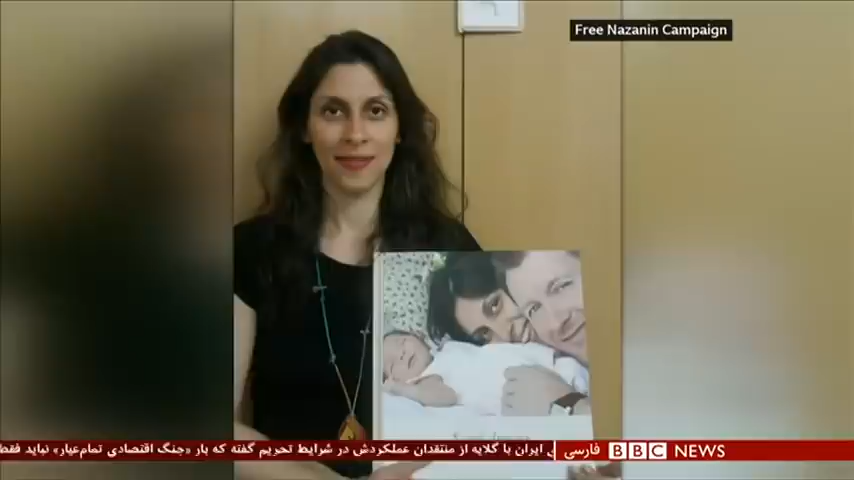 Free Nazanin Campaign
ایران با گلایه از منتقدان عملکردش در شرایط تحریم گفته که بار «جنگ اقتصادی تمام‌عیار» نباید فقط
فارسی BBC NEWS